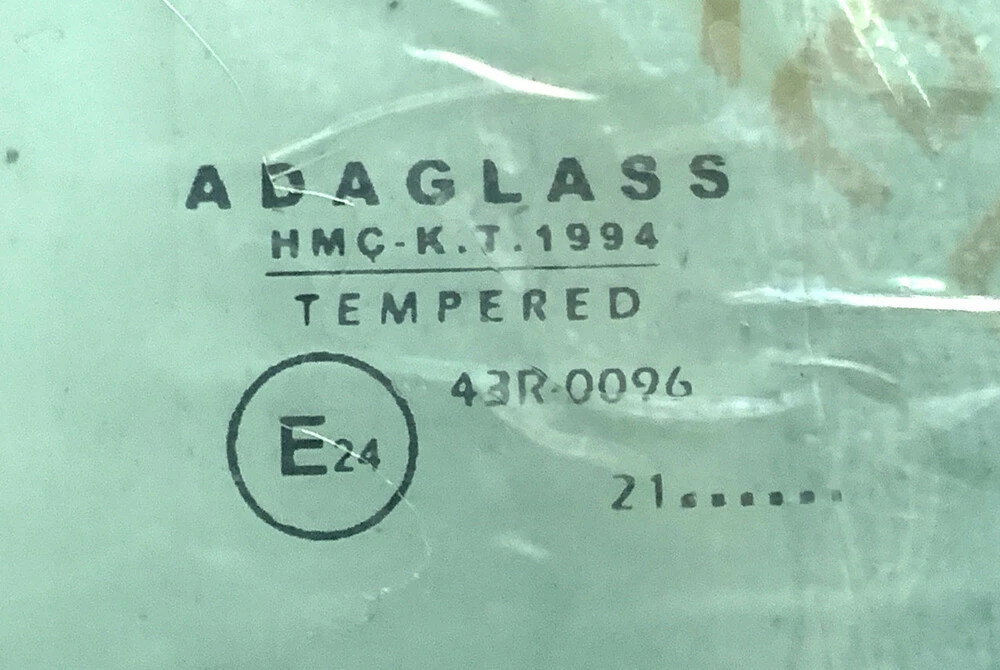 ADAGLASS
HMÇ-K.T.1994
TEMPERED
43R-0096
E24
21.......